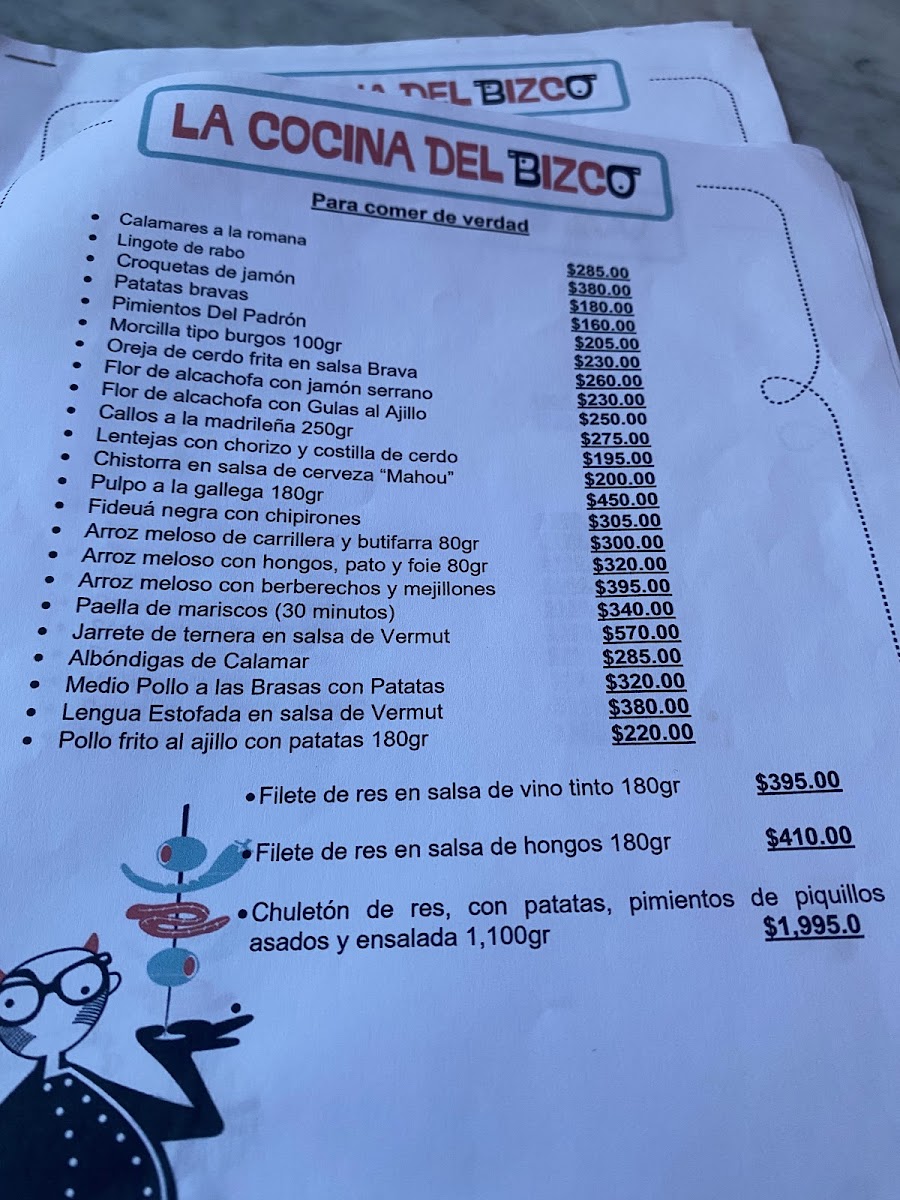 A DEL BIZCO
LA COCINA DEL BIZCO
Para comer de verdad
• Calamares a la romana $285.00
• Lingote de rabo $380.00
• Croquetas de jamón $180.00
• Patatas bravas $160.00
• Pimientos Del Padrón $205.00
• Morcilla tipo burgos 100gr $230.00
• Oreja de cerdo frita en salsa Brava $260.00
• Flor de alcachofa con jamón serrano $230.00
• Flor de alcachofa con Gulas al Ajillo $250.00
• Callos a la madrileña 250gr $275.00
• Lentejas con chorizo y costilla de cerdo $195.00
• Chistorra en salsa de cerveza “Mahou” $200.00
• Pulpo a la gallega 180gr $450.00
• Fideuá negra con chipirones $305.00
• Arroz meloso de carrillera y butifarra 80gr $300.00
• Arroz meloso con hongos, pato y foie 80gr $320.00
• Arroz meloso con berberechos y mejillones $395.00
• Paella de mariscos (30 minutos) $340.00
• Jarrete de ternera en salsa de Vermut $570.00
• Albóndigas de Calamar $285.00
• Medio Pollo a las Brasas con Patatas $320.00
• Lengua Estofada en salsa de Vermut $380.00
• Pollo frito al ajillo con patatas 180gr $220.00
• Filete de res en salsa de vino tinto 180gr $395.00
• Filete de res en salsa de hongos 180gr $410.00
• Chuletón de res, con patatas, pimientos de piquillos
asados y ensalada 1,100gr $1,995.0